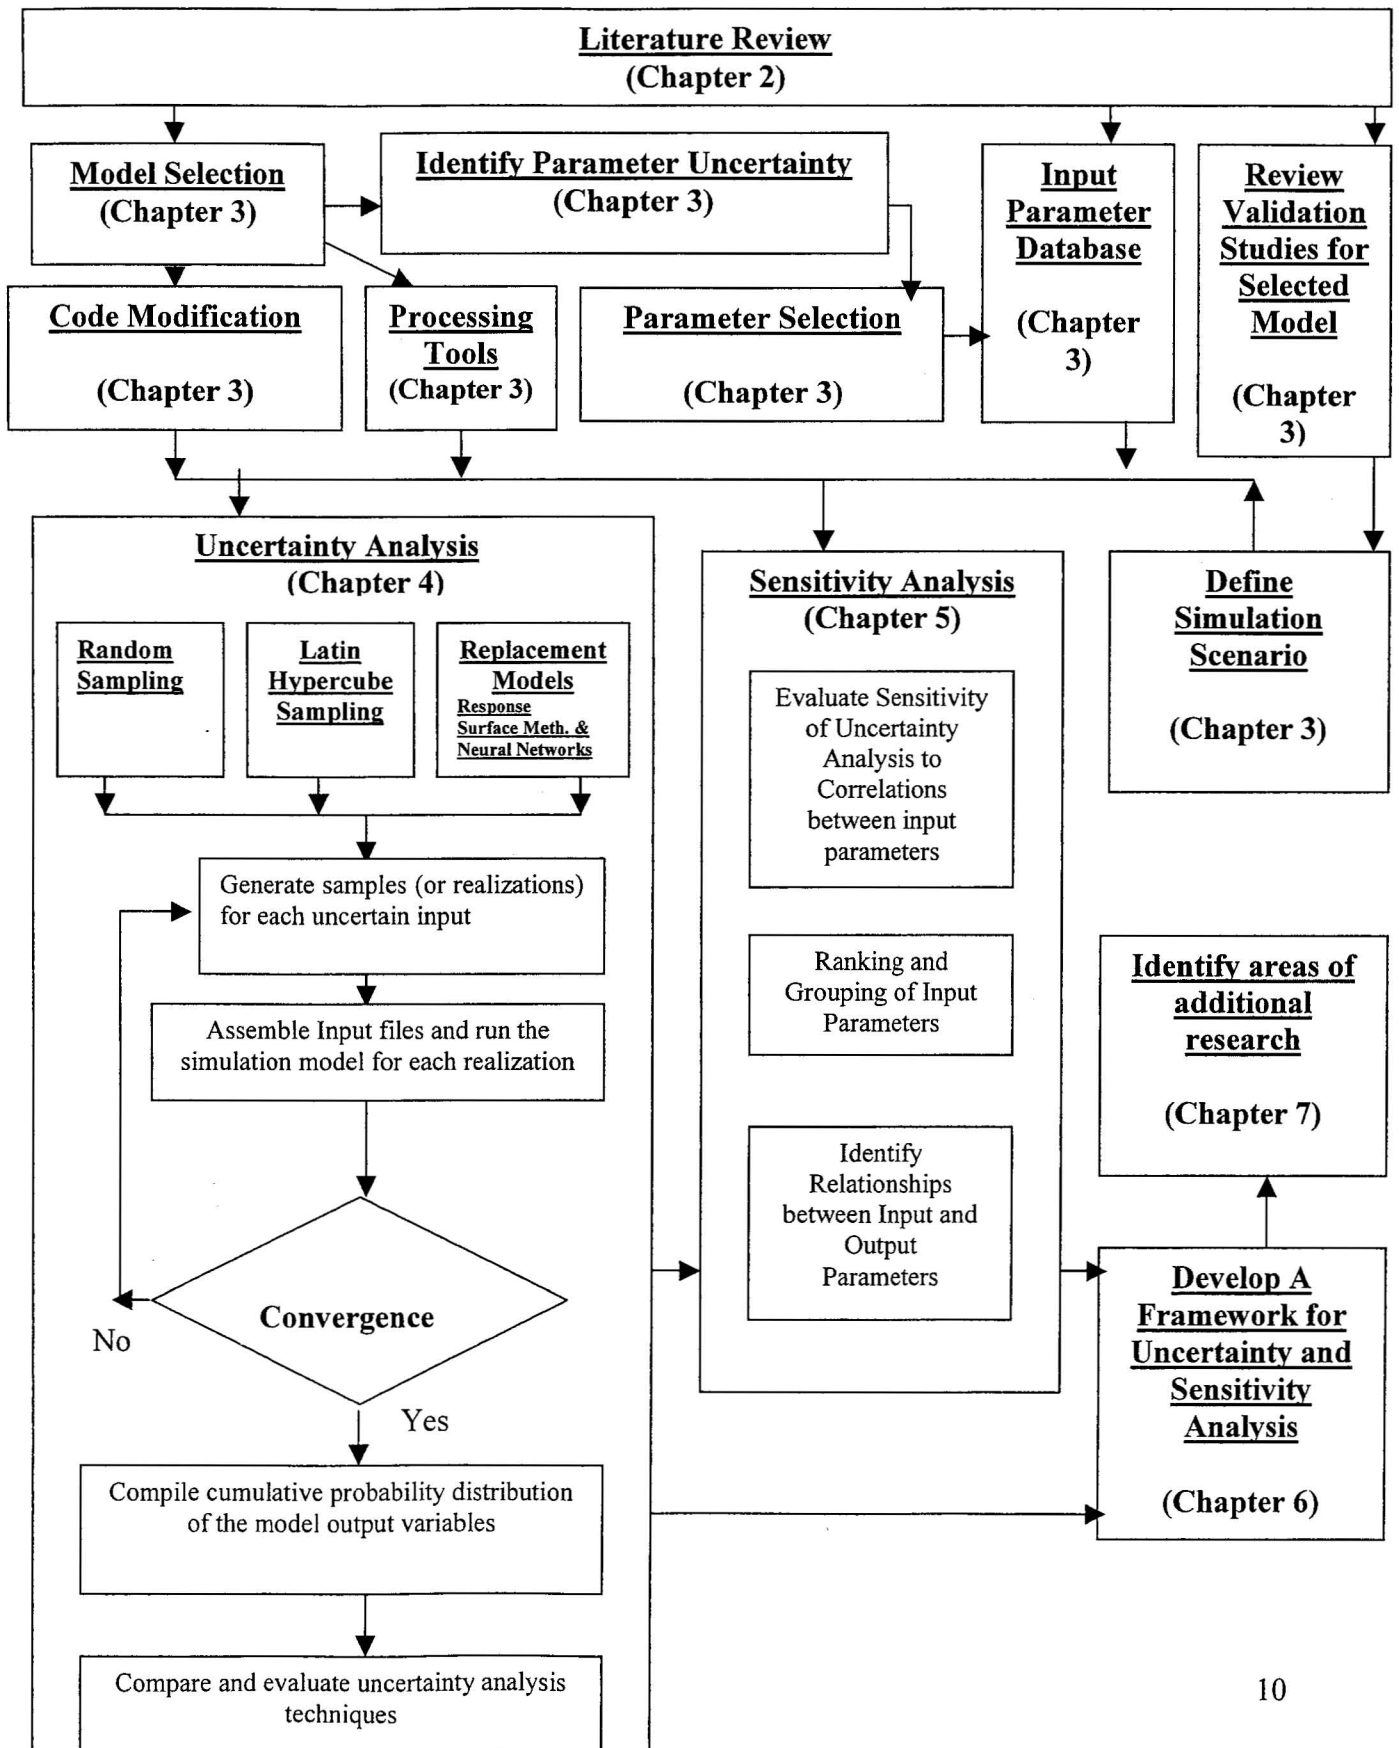 Literature Review
(Chapter 2)
Model Selection
(Chapter 3)
Identify Parameter Uncertainty
(Chapter 3)
Input
Parameter
Database
(Chapter
3)
Review
Validation
Studies for
Selected
Model
(Chapter
3)
Code Modification
(Chapter 3)
Processing
Tools
(Chapter 3)
Parameter Selection
(Chapter 3)
Uncertainty Analysis
(Chapter 4)
Random
Sampling
Latin
Hypercube
Sampling
Replacement
Models
Response
Surface Meth. &
Neural Networks
Generate samples (or realizations)
for each uncertain input
Assemble Input files and run the
simulation model for each realization
Convergence
No
Yes
Compile cumulative probability distribution
of the model output variables
Compare and evaluate uncertainty analysis
techniques
Sensitivity Analysis
(Chapter 5)
Evaluate Sensitivity
of Uncertainty
Analysis to
Correlations
between input
parameters
Ranking and
Grouping of Input
Parameters
Identify
Relationships
between Input and
Output
Parameters
Define
Simulation
Scenario
(Chapter 3)
Identify areas of
additional
research
(Chapter 7)
Develop A
Framework for
Uncertainty and
Sensitivity
Analysis
(Chapter 6)
10